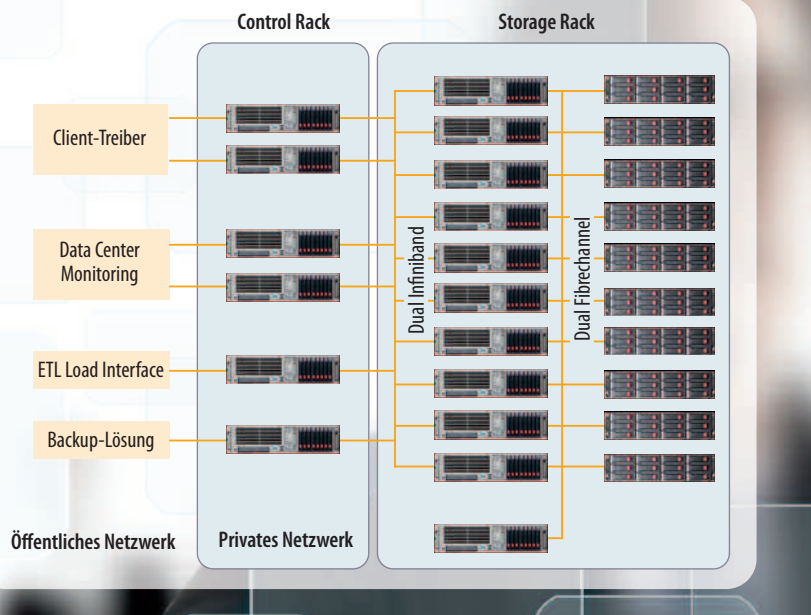 Control Rack
Storage Rack
Client-Treiber
Data Center
Monitoring
ETL Load Interface
Backup-Lösung
Dual Infiniband
Dual Fibrechannel
Öffentliches Netzwerk
Privates Netzwerk